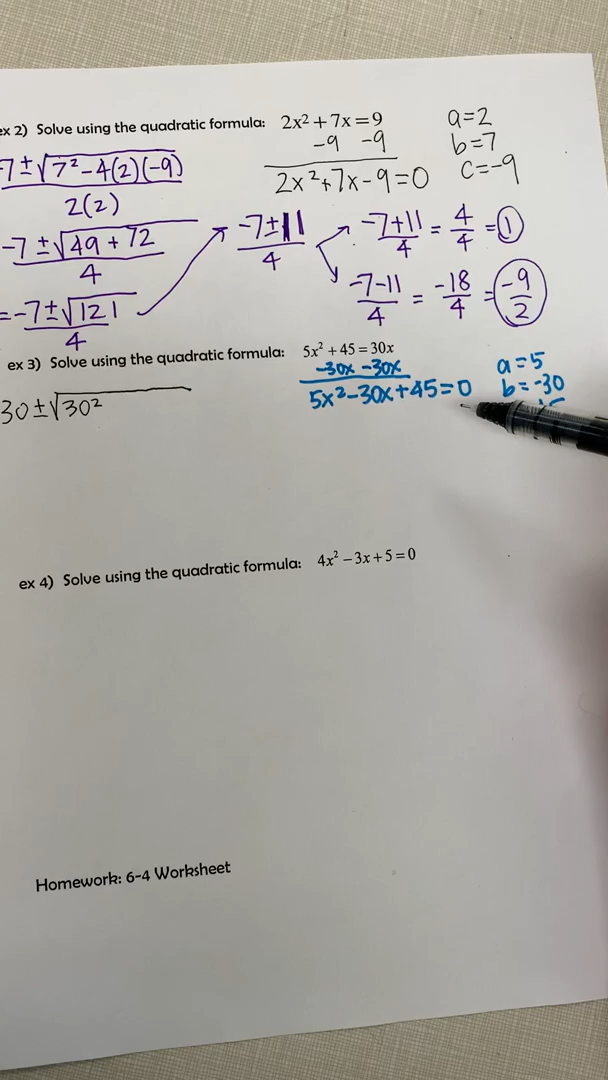 ex 2) Solve using the quadratic formula: 2x² + 7x = 9
-9 -9
2x²+7x-9=0
a=2
b=7
c=-9
7±√7²-4(2)(-9)
2(2)
-7±√49+72
4
=-7±√121
4
-7±11
4
-7+11 = 4 = 1
4 4
-7-11 = -18 = -9
4 4 2
ex 3) Solve using the quadratic formula: 5x² + 45 = 30x
-30x -30x
5x²-30x+45=0
a=5
b=-30
30±√30²
ex 4) Solve using the quadratic formula: 4x² – 3x + 5 = 0
Homework: 6-4 Worksheet